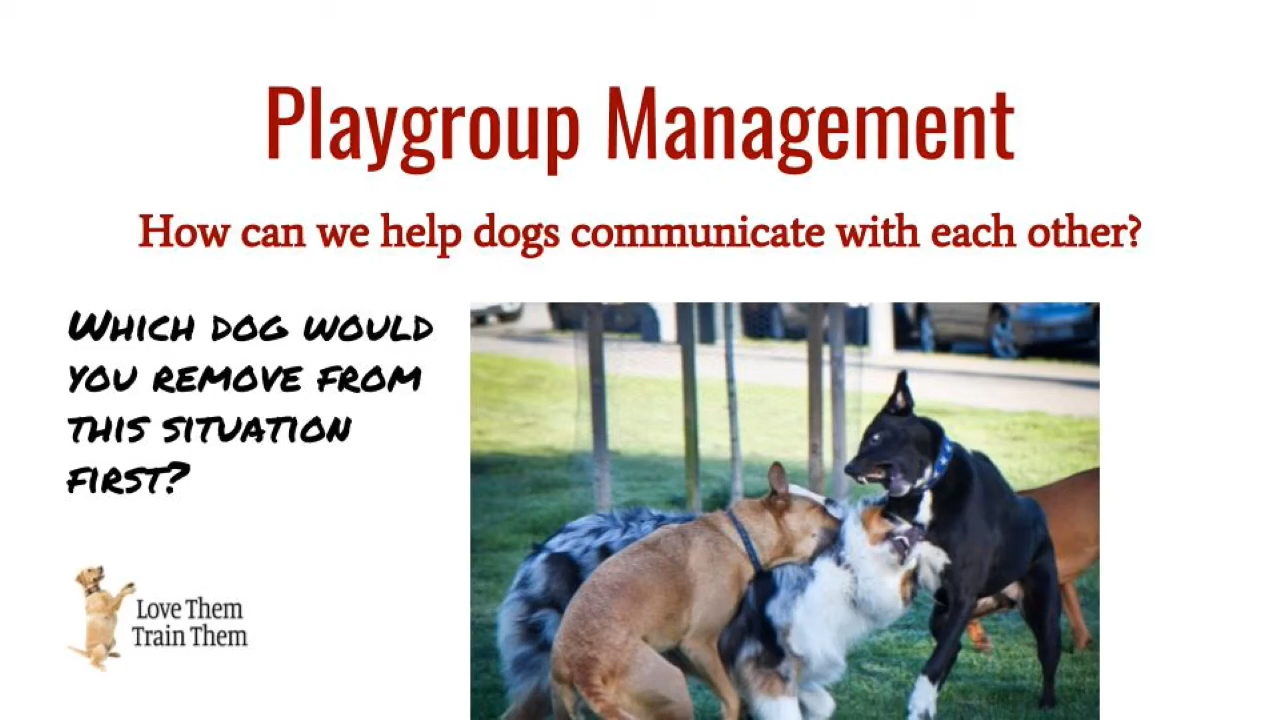 Playgroup Management
How can we help dogs communicate with each other?
Which dog would
you remove from
this situation
first?
Love Them
Train Them